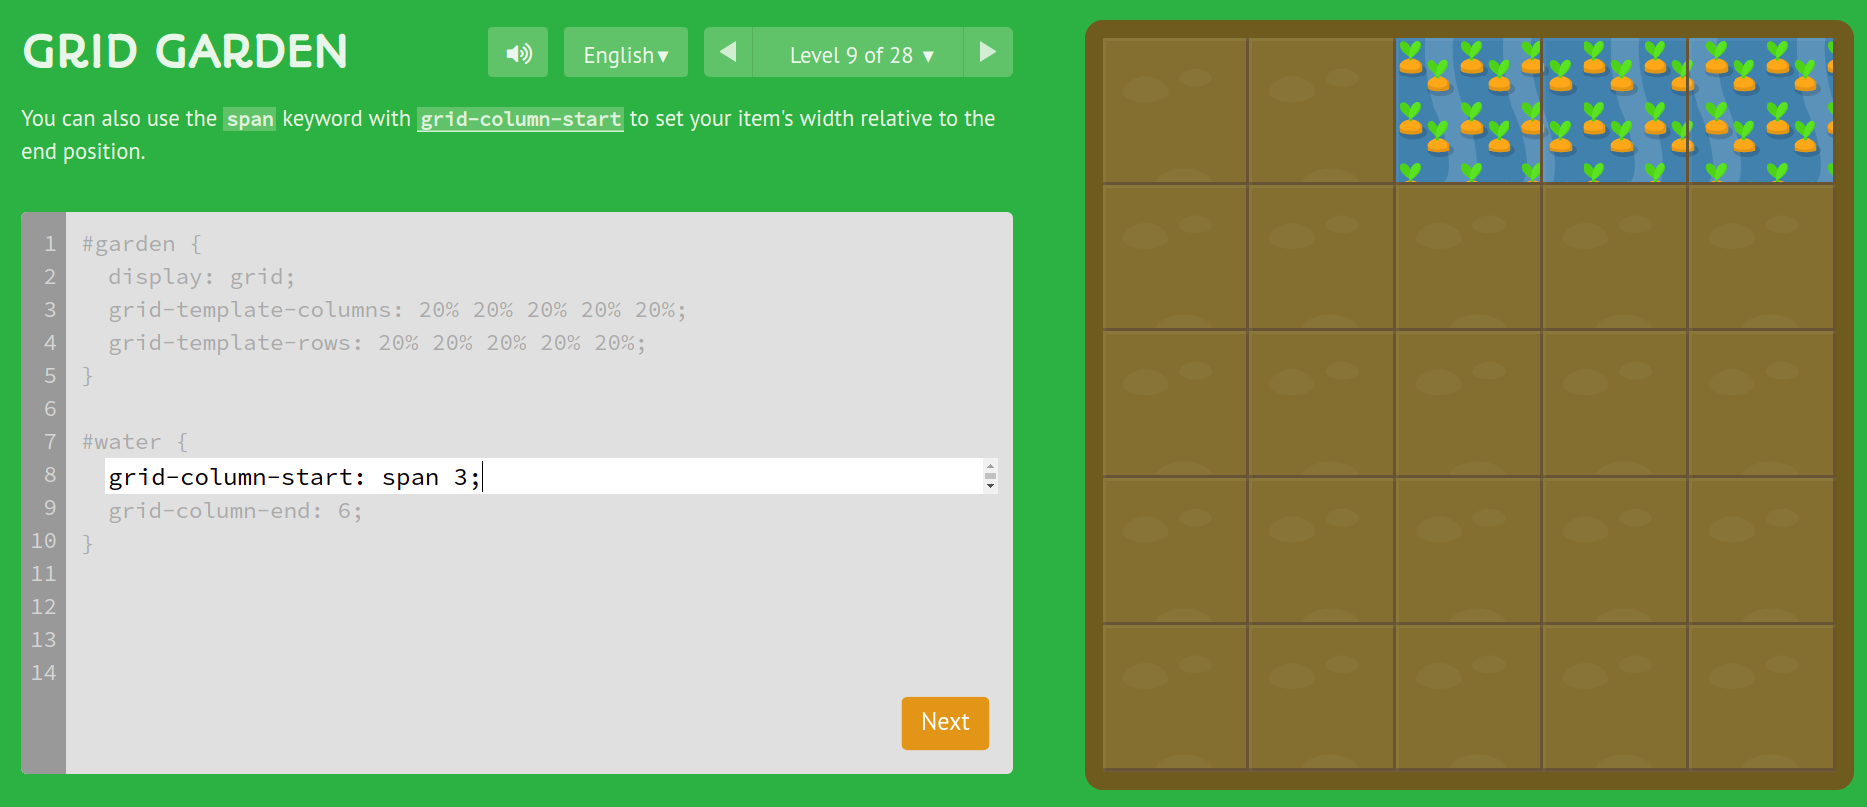 GRID GARDEN
English ▾
◀ Level 9 of 28 ▾ ▶
You can also use the span keyword with grid-column-start to set your item's width relative to the
end position.
1 #garden {
2   display: grid;
3   grid-template-columns: 20% 20% 20% 20% 20%;
4   grid-template-rows: 20% 20% 20% 20% 20%;
5 }
6
7 #water {
8   grid-column-start: span 3;
9   grid-column-end: 6;
10 }
11
12
13
14
Next